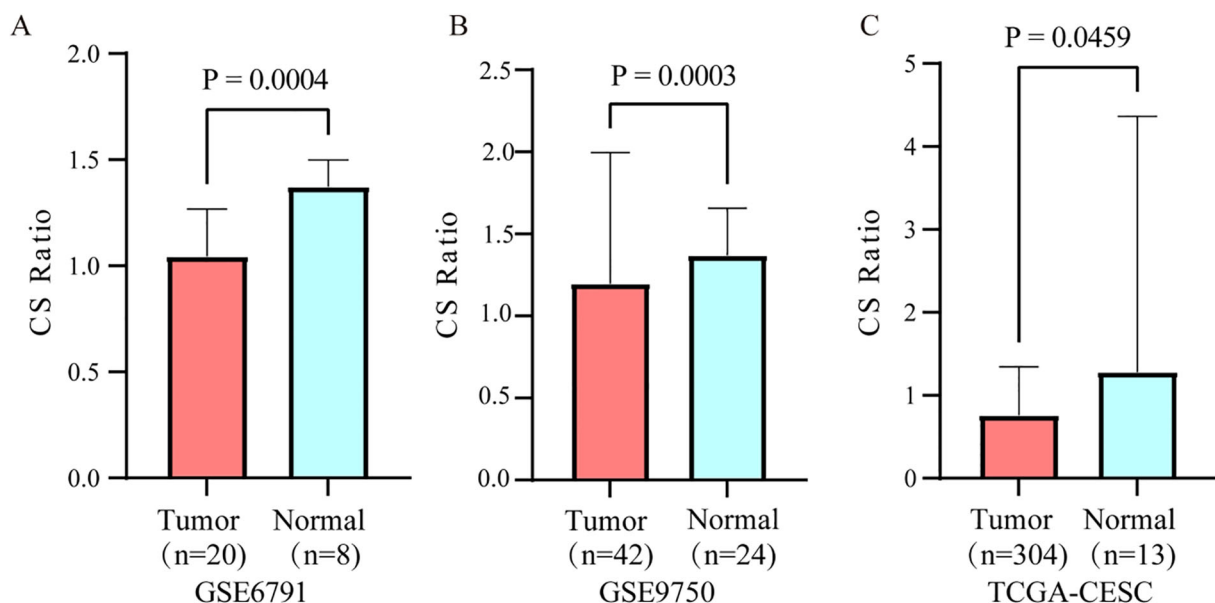 A
P = 0.0004
CS Ratio
2.0
1.5
1.0
0.5
0.0
Tumor Normal
(n=20) (n=8)
GSE6791
B
P = 0.0003
CS Ratio
2.5
2.0
1.5
1.0
0.5
0.0
Tumor Normal
(n=42) (n=24)
GSE9750
C
P = 0.0459
CS Ratio
5
4
3
2
1
0
Tumor Normal
(n=304) (n=13)
TCGA-CESC